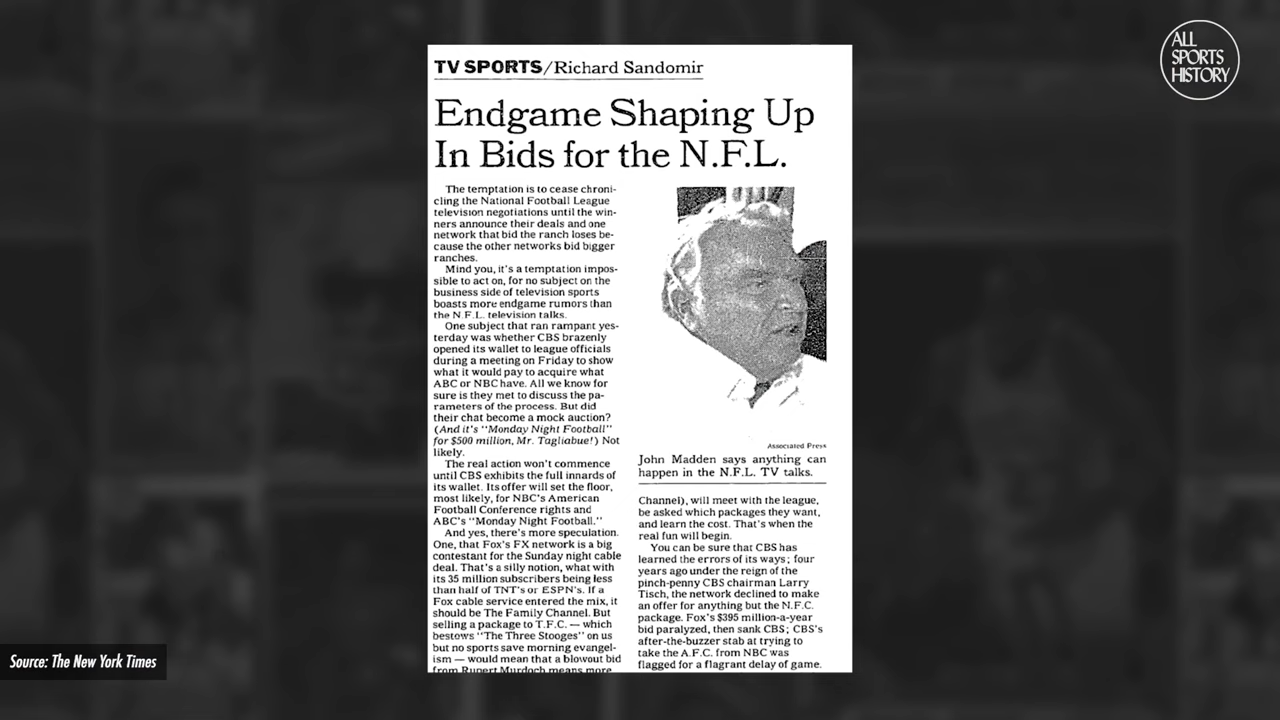 ALL
SPORTS
HISTORY
TV SPORTS/Richard Sandomir
Endgame Shaping Up
In Bids for the N.F.L.
The temptation is to cease chroni-
cling the National Football League
television negotiations until the win-
ners announce their deals and one
network that bid the ranch loses be-
cause the other networks bid bigger
ranches.
Mind you, it's a temptation impos-
sible to act on, for no subject on the
business side of television sports
boasts more endgame rumors than
the N.F.L. television talks.
One subject that ran rampant yes-
terday was whether CBS brazenly
opened its wallet to league officials
during a meeting on Friday to show
what it would pay to acquire what
ABC or NBC have. All we know for
sure is they met to discuss the pa-
rameters of the process. But did
their chat become a mock auction?
(And it's "Monday Night Football"
for $500 million, Mr. Tagliabue!) Not
likely.
The real action won't commence
until CBS exhibits the full innards of
its wallet. Its offer will set the floor,
most likely, for NBC's American
Football Conference rights and
ABC's "Monday Night Football."
And yes, there's more speculation.
One, that Fox's FX network is a big
contestant for the Sunday night cable
deal. That's a silly notion, what with
its 35 million subscribers being less
than half of TNT's or ESPN's. If a
Fox cable service entered the mix, it
should be The Family Channel. But
selling a package to T.F.C. — which
bestows "The Three Stooges" on us
but no sports save morning evangel-
ism — would mean that a blowout bid
from Rupert Murdoch means more
Associated Press
John Madden says anything can
happen in the N.F.L. TV talks.
Channel), will meet with the league,
be asked which packages they want,
and learn the cost. That's when the
real fun will begin.
You can be sure that CBS has
learned the errors of its ways; four
years ago under the reign of the
pinch-penny CBS chairman Larry
Tisch, the network declined to make
an offer for anything but the N.F.C.
package. Fox's $395 million-a-year
bid paralyzed, then sank CBS; CBS's
after-the-buzzer stab at trying to
take the A.F.C. from NBC was
flagged for a flagrant delay of game.
Source: The New York Times